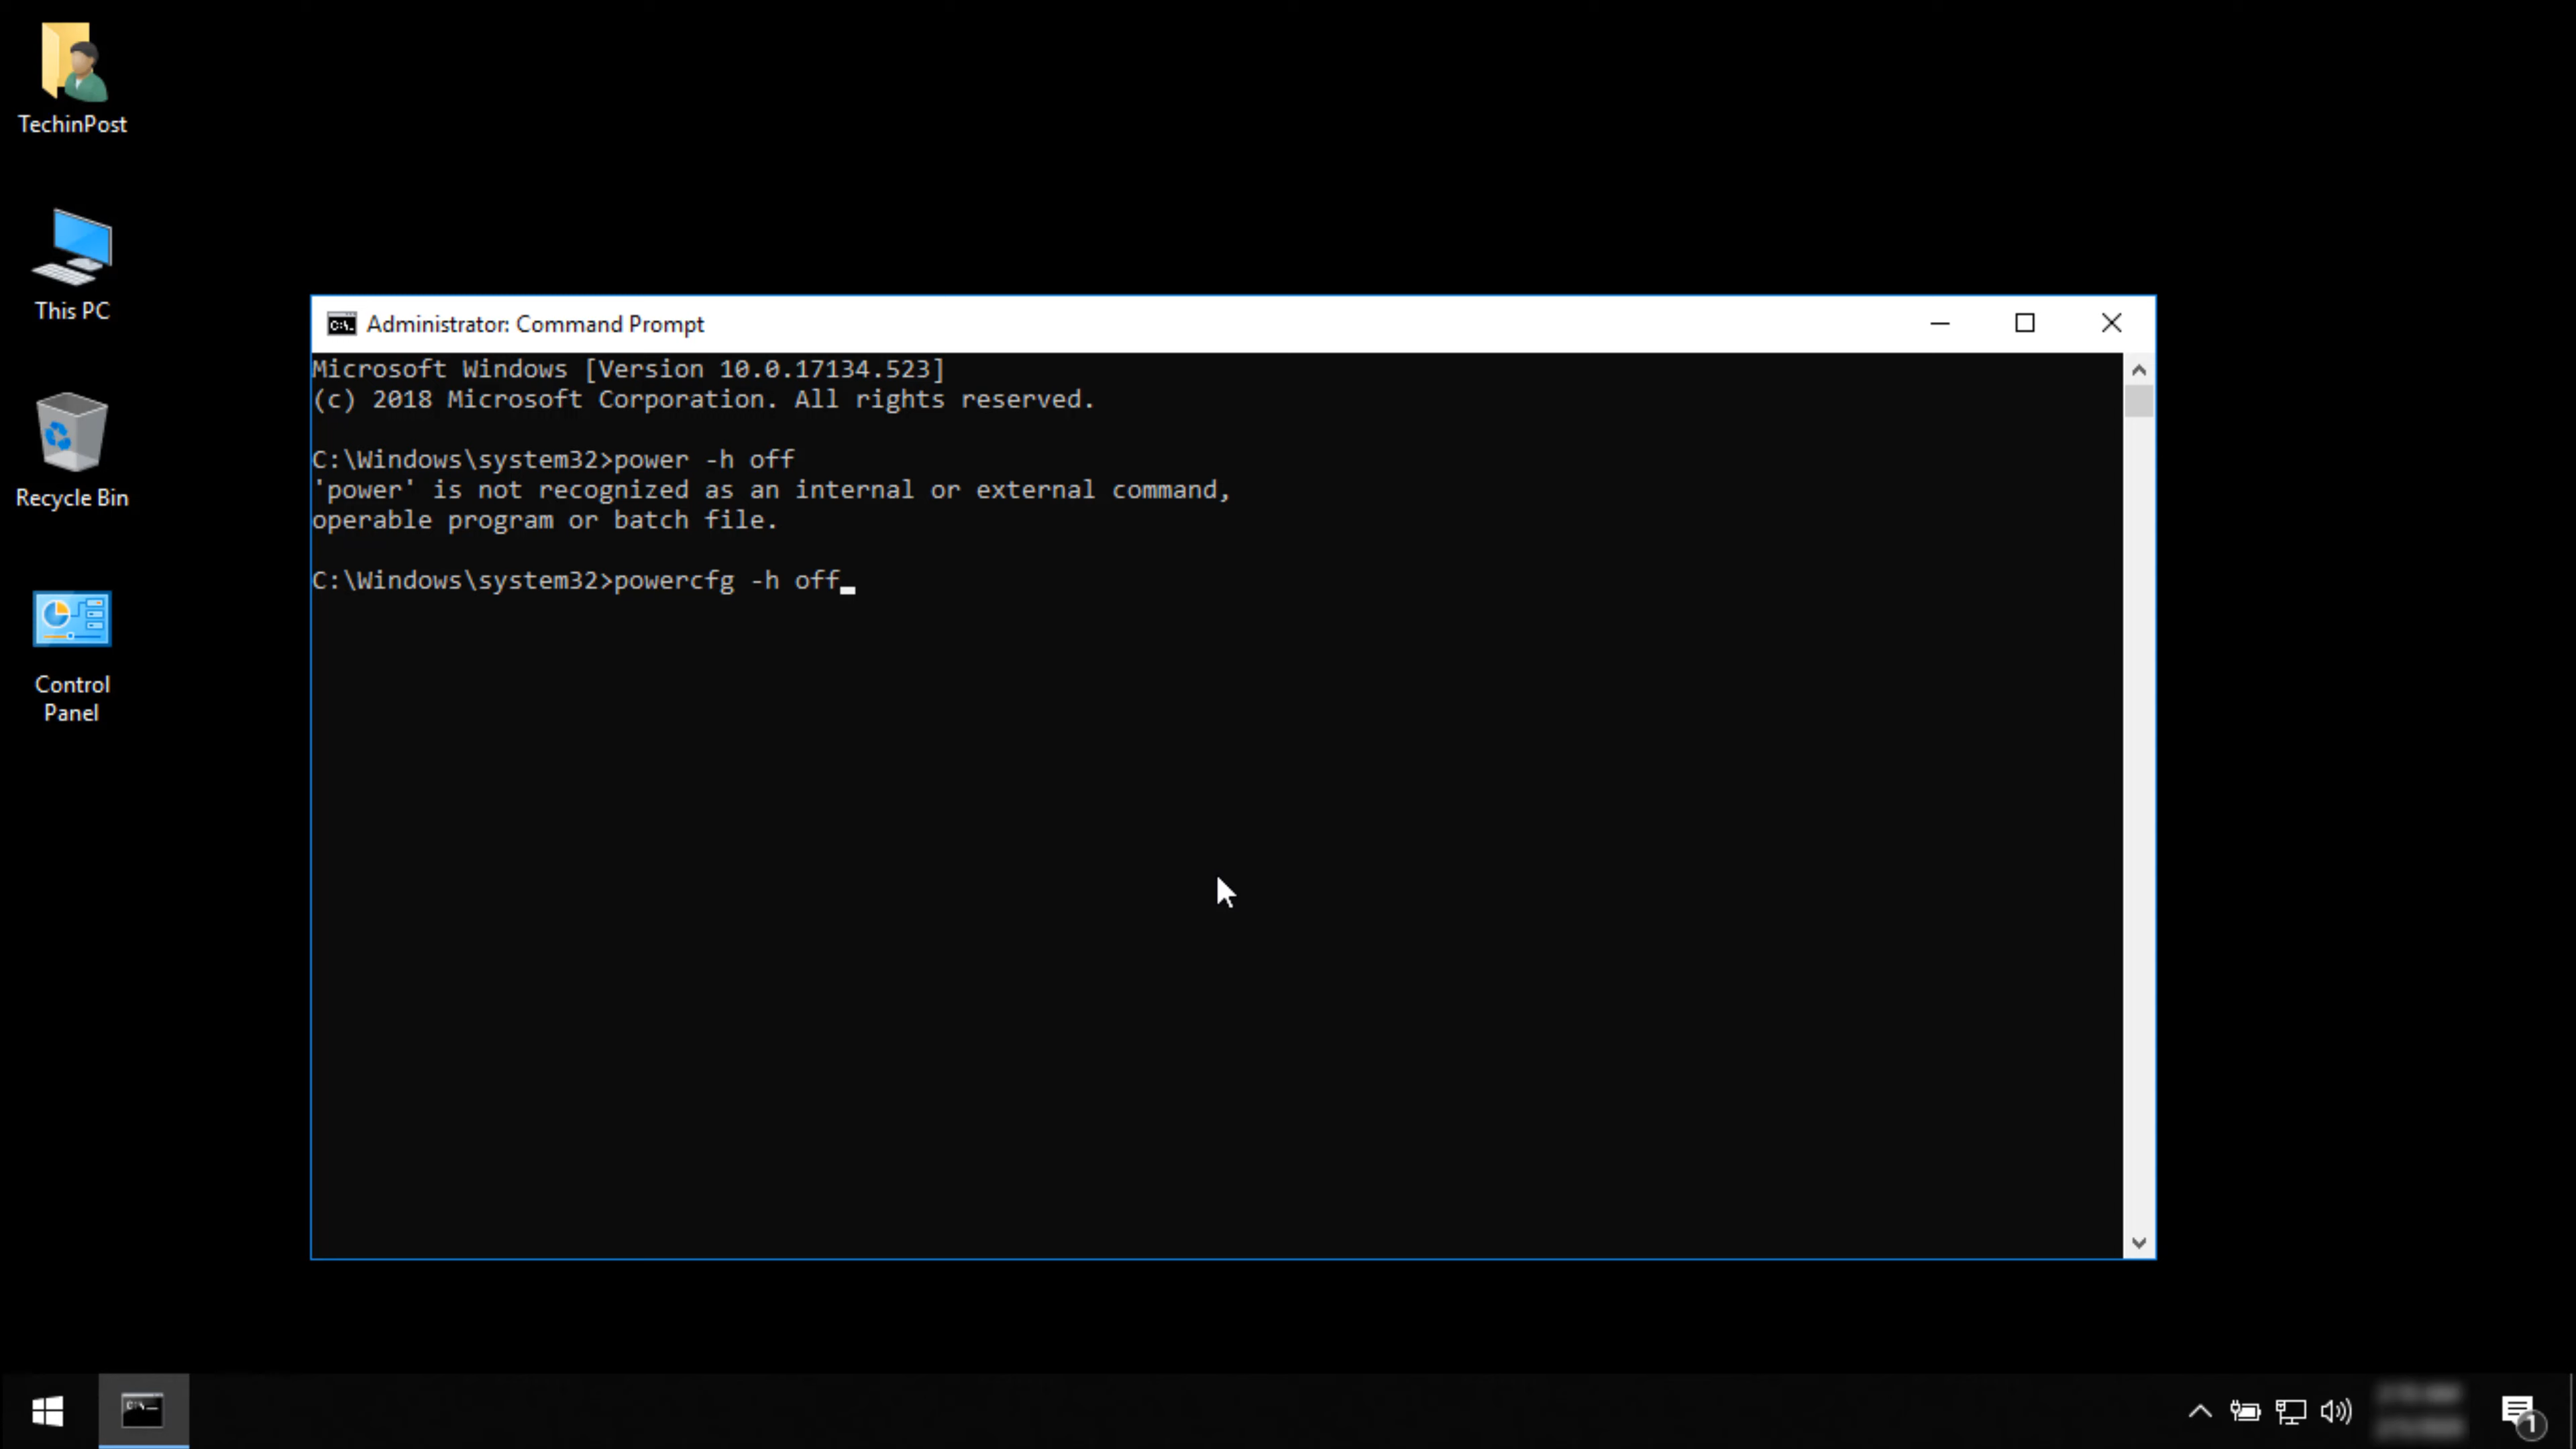 TechinPost
This PC
Recycle Bin
Control
Panel
Administrator: Command Prompt
Microsoft Windows [Version 10.0.17134.523]
(c) 2018 Microsoft Corporation. All rights reserved.
C:\Windows\system32>power -h off
'power' is not recognized as an internal or external command,
operable program or batch file.
C:\Windows\system32>powercfg -h off
1